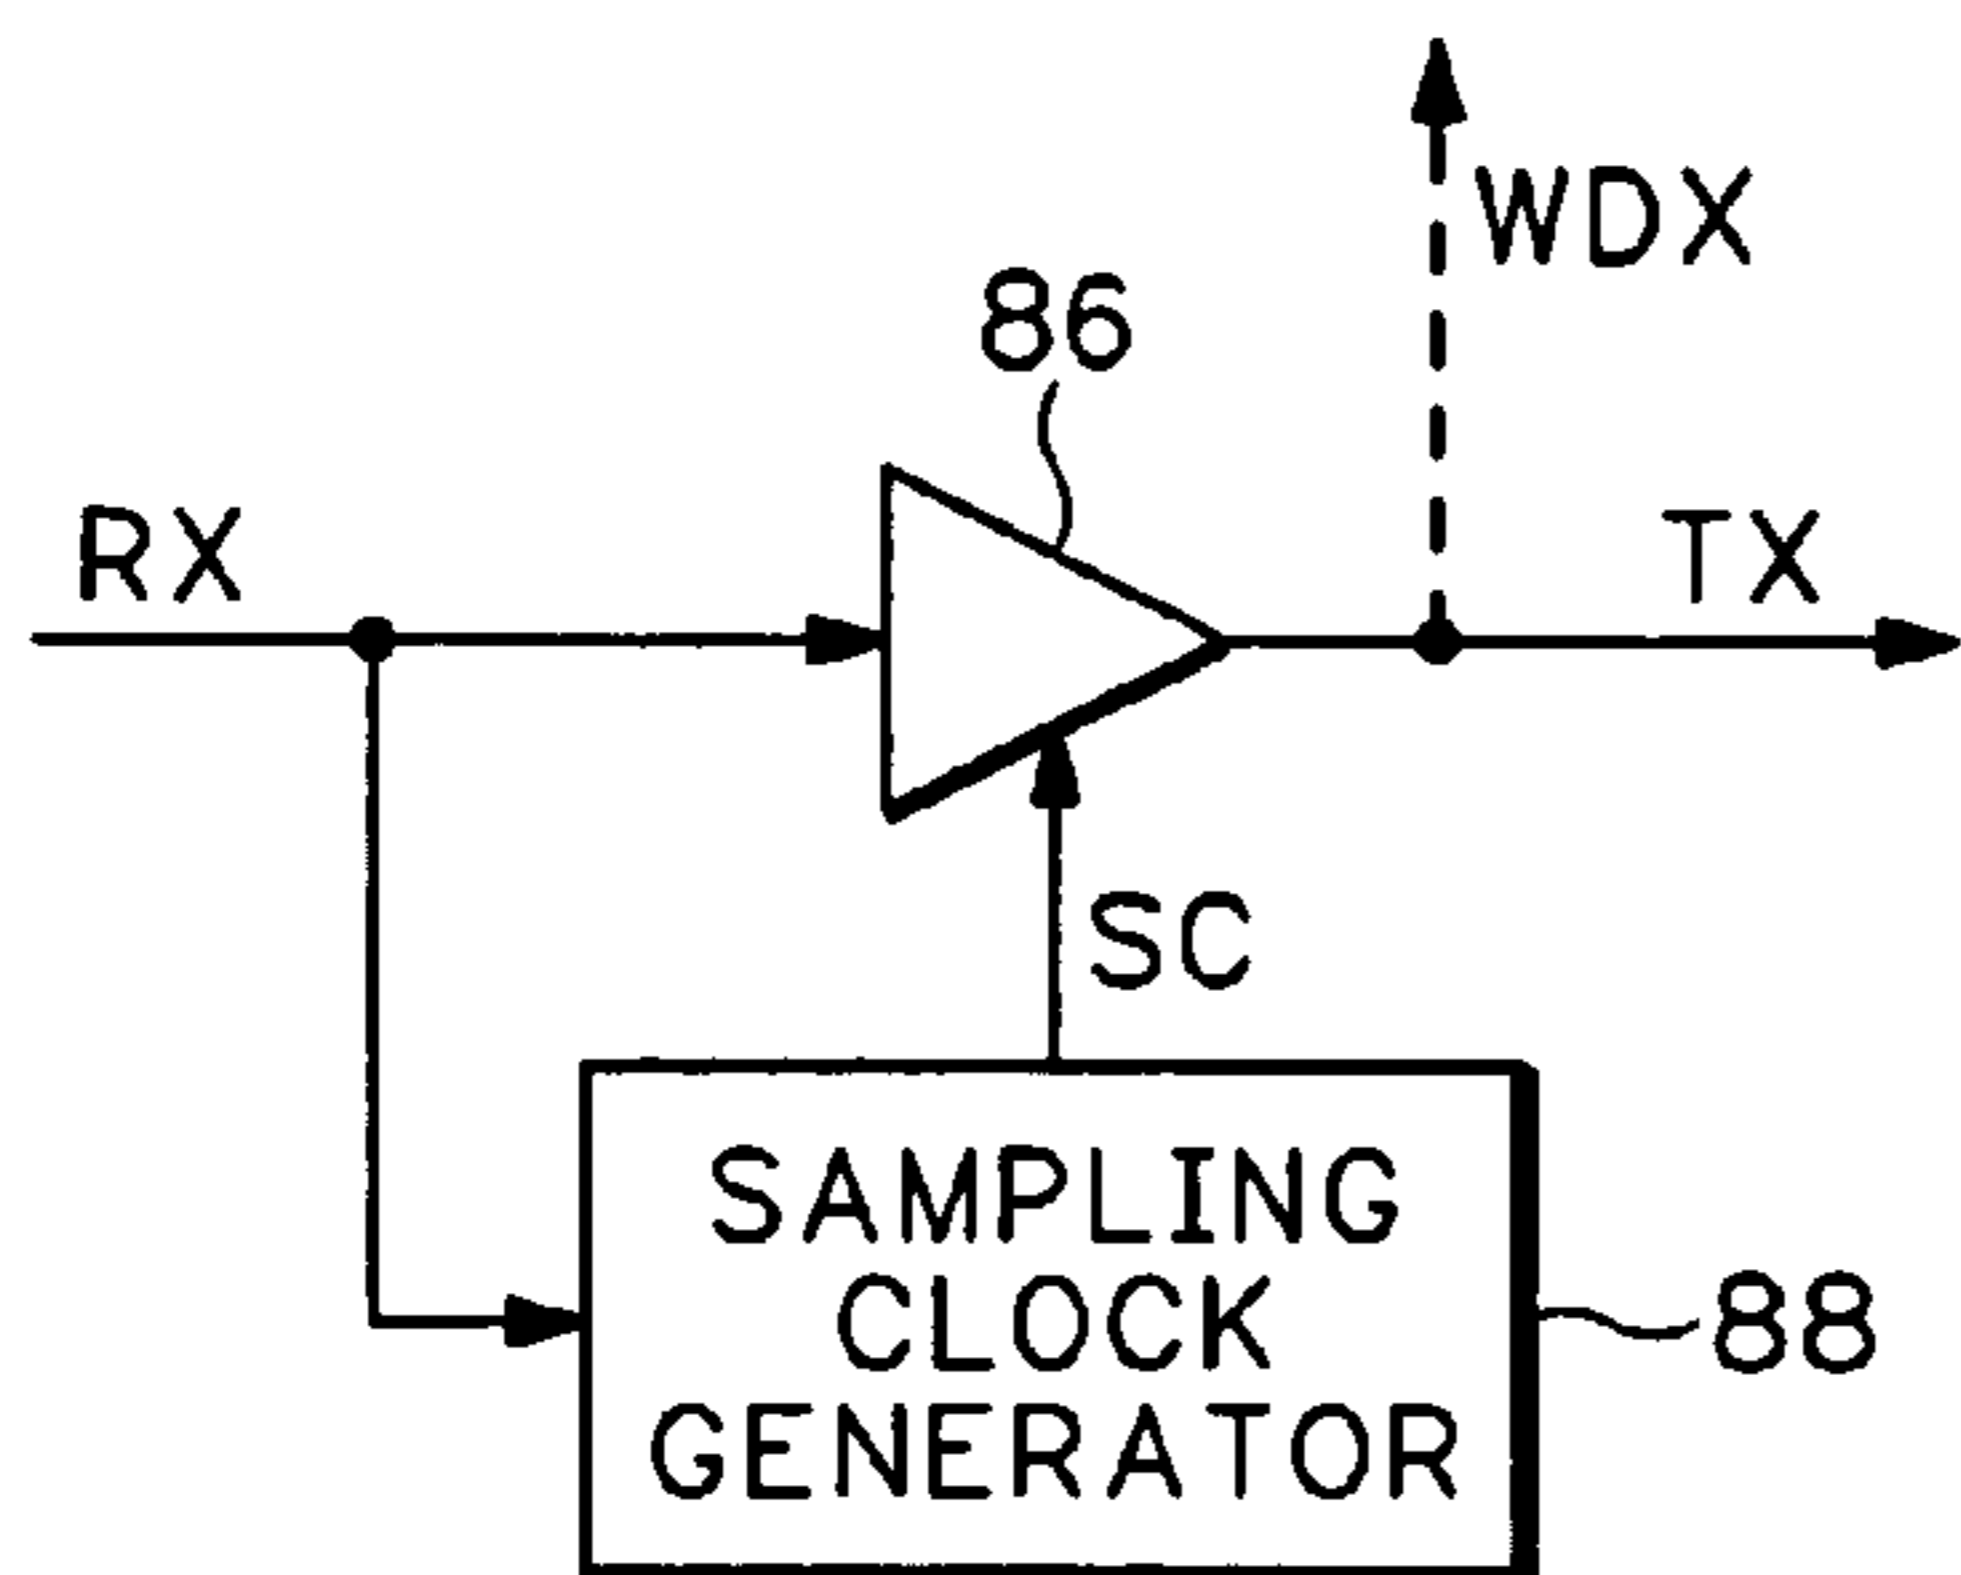 WDX
86
RX
TX
SC
SAMPLING
CLOCK
GENERATOR
88